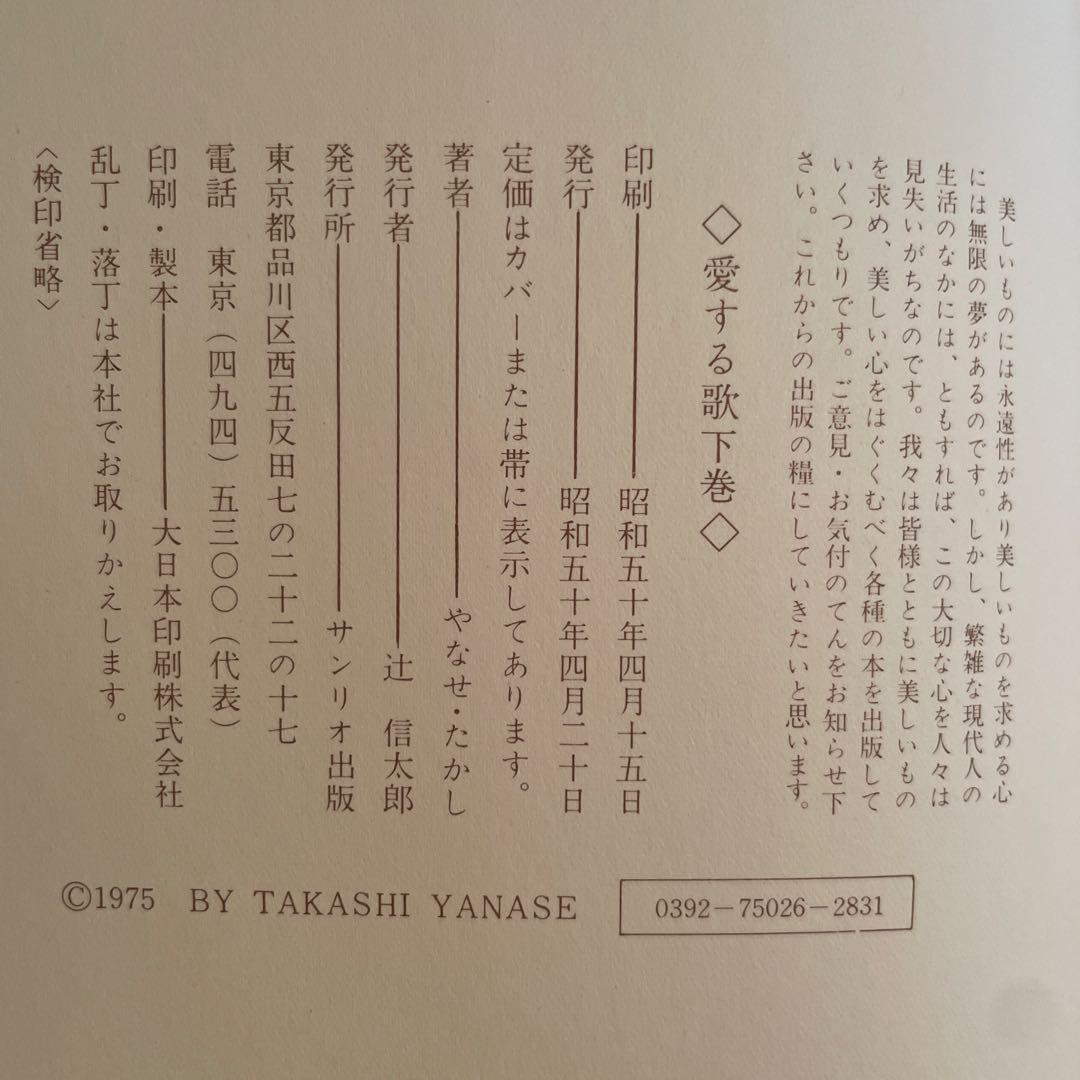 美しいものには永遠性があり美しいものを求める心
には無限の夢があるのです。しかし、繁雑な現代人の
生活のなかには、ともすれば、この大切な心を人々は
見失いがちなのです。我々は皆様とともに美しいもの
を求め、美しい心をはぐくむべく各種の本を出版して
いくつもりです。ご意見・お気付のてんをお知らせ下
さい。これからの出版の糧にしていきたいと思います。
◇愛する歌下巻◇
印刷━━昭和五十年四月十五日
発行━━昭和五十年四月二十日
定価はカバーまたは帯に表示してあります。
著者━━やなせ・たかし
発行者━━辻 信太郎
発行所━━サンリオ出版
東京都品川区西五反田七の二十二の十七
電話 東京(四九四)五三〇〇(代表)
印刷・製本━━大日本印刷株式会社
乱丁・落丁は本社でお取りかえします。
〈検印省略〉
©1975 BY TAKASHI YANASE
0392-75026-2831